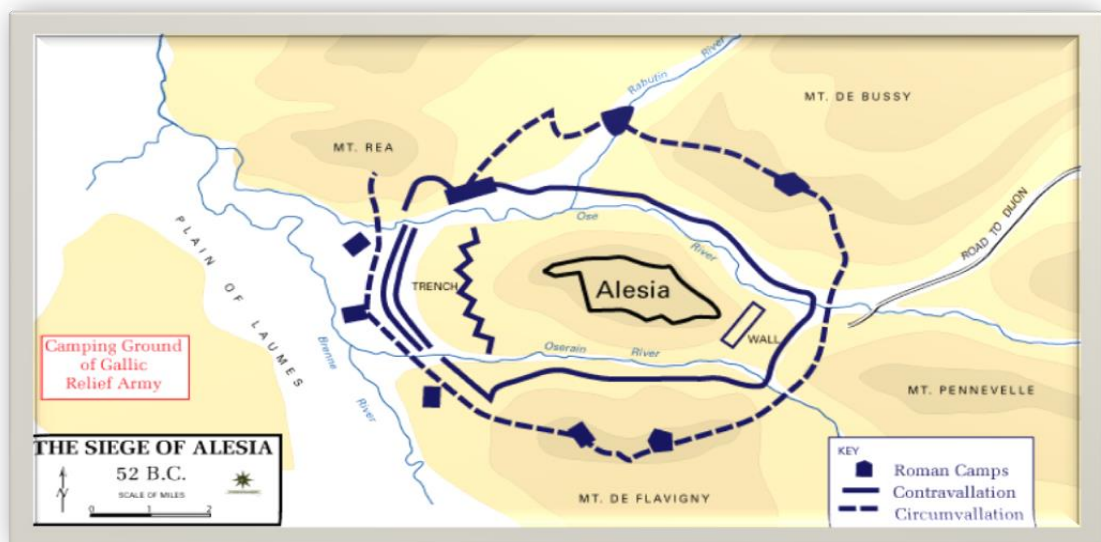 Rabutin
River
MT. DE BUSSY
MT. REA
ROAD TO DIJON
Ose
River
PLAIN OF LAUMES
TRENCH
Alesia
WALL
Camping Ground
of Gallic
Relief Army
Brenne
River
Oserain River
MT. PENNEVELLE
THE SIEGE OF ALESIA
52 B.C.
SCALE OF MILES
N
0 1 2
MT. DE FLAVIGNY
KEY
Roman Camps
Contravallation
Circumvallation